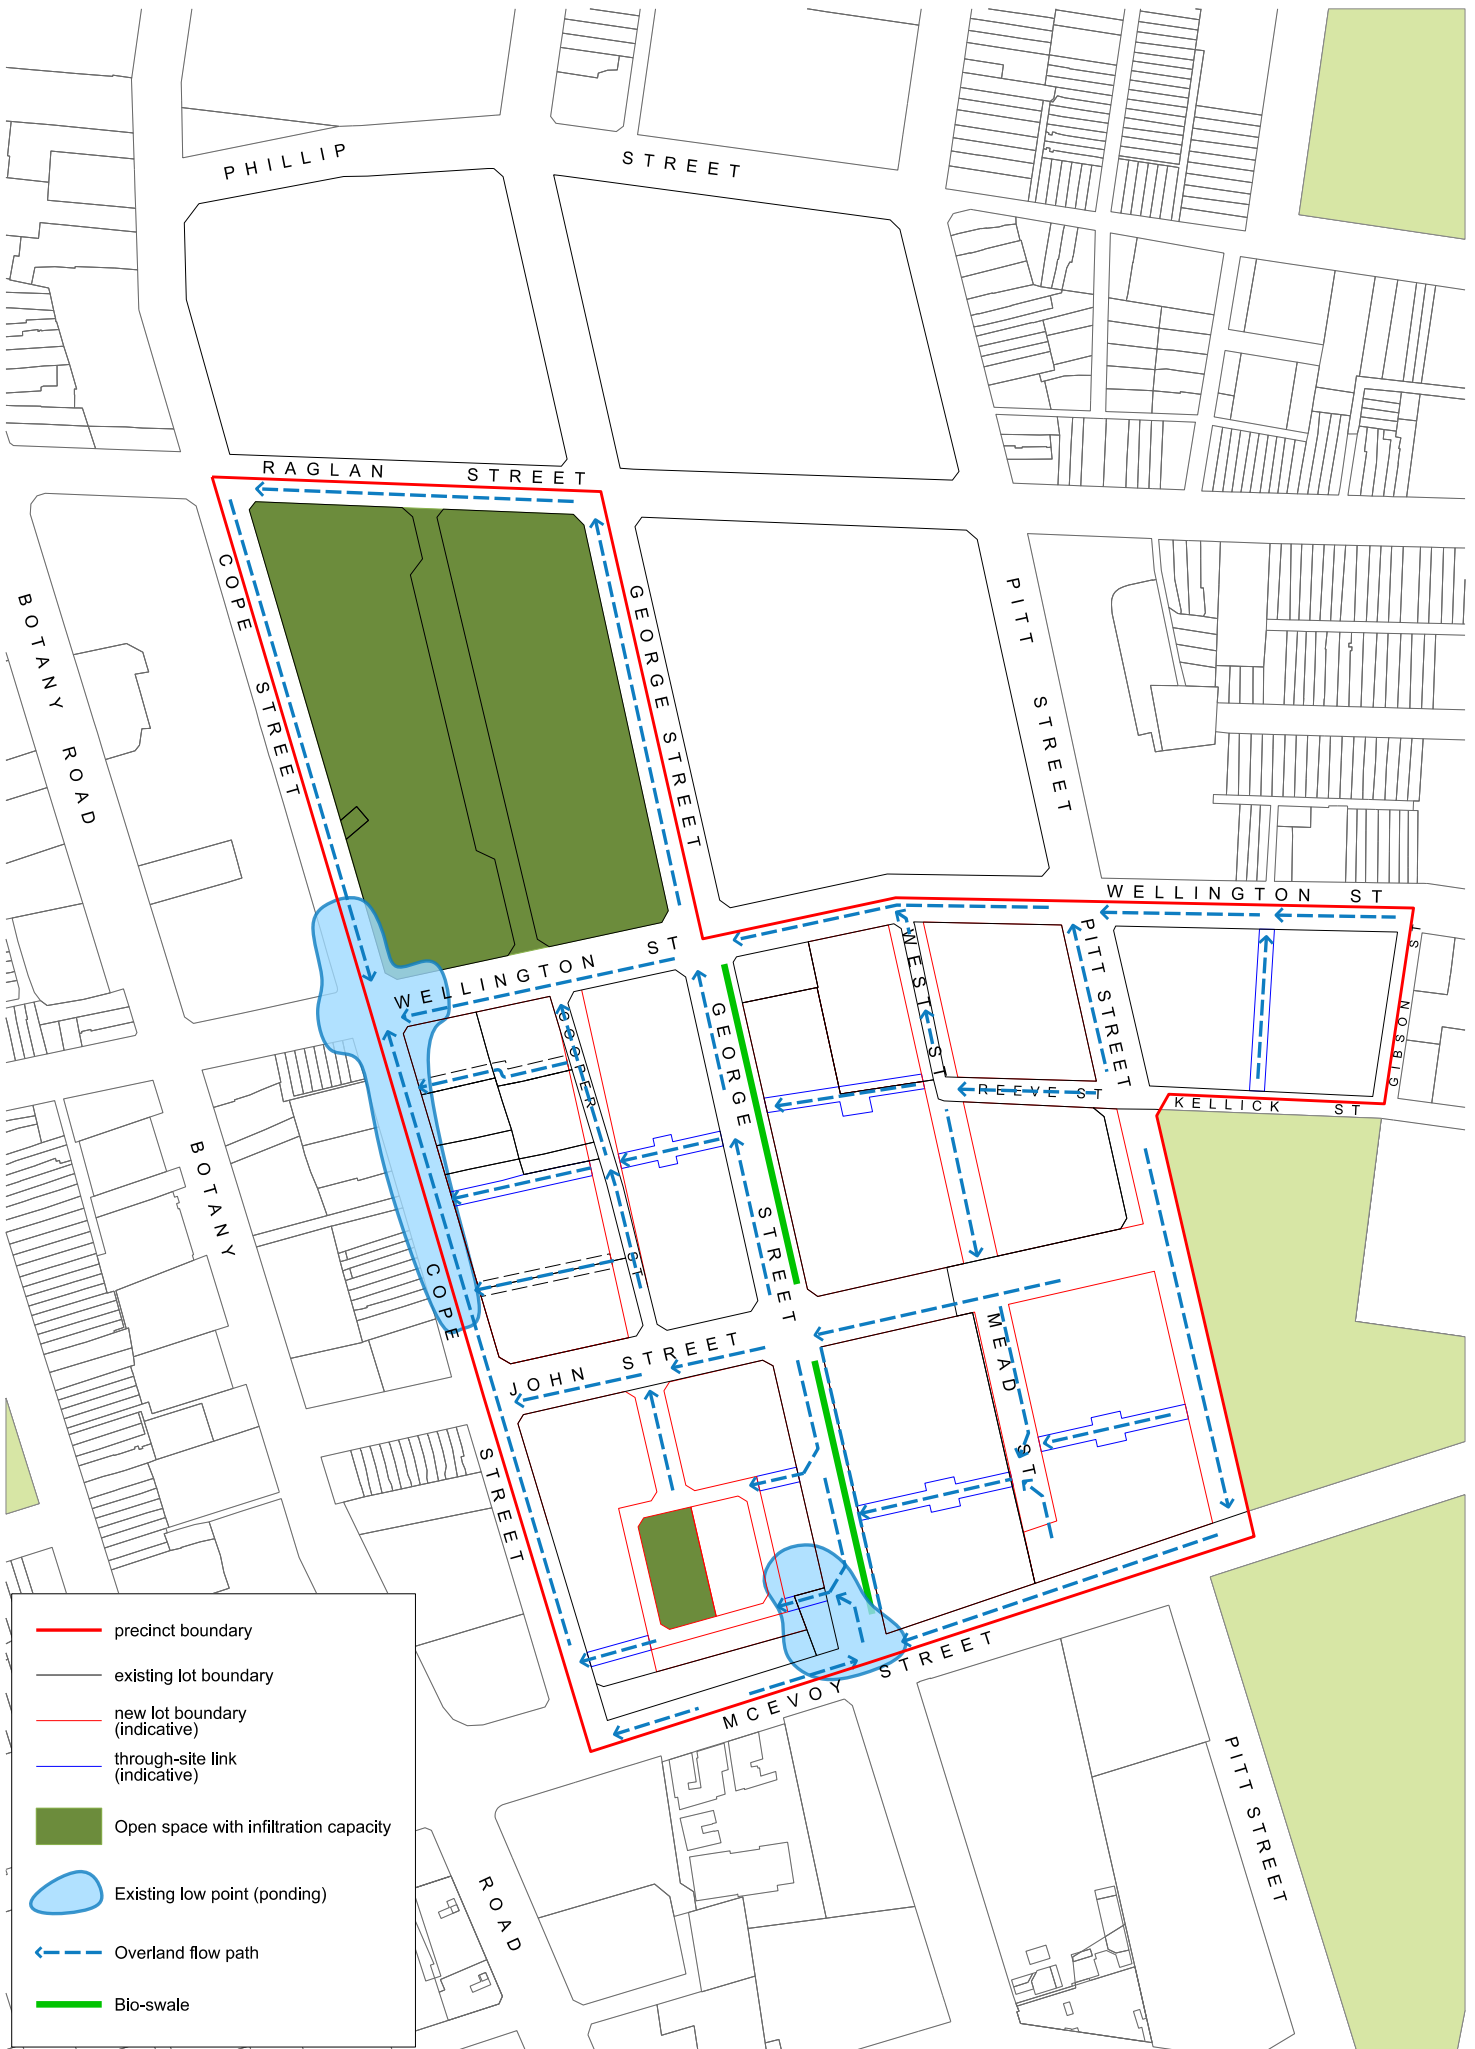 PHILLIP STREET
RAGLAN STREET
COPE STREET
GEORGE STREET
BOTANY ROAD
PITT STREET
WELLINGTON ST
WELLINGTON ST
WEST ST
PITT STREET
GIBSON ST
REEVE ST
KELLICK ST
COOPER ST
GEORGE STREET
BOTANY
COPE STREET
JOHN STREET
MEAD ST
MCEVOY STREET
ROAD
PITT STREET
precinct boundary
existing lot boundary
new lot boundary
(indicative)
through-site link
(indicative)
Open space with infiltration capacity
Existing low point (ponding)
Overland flow path
Bio-swale